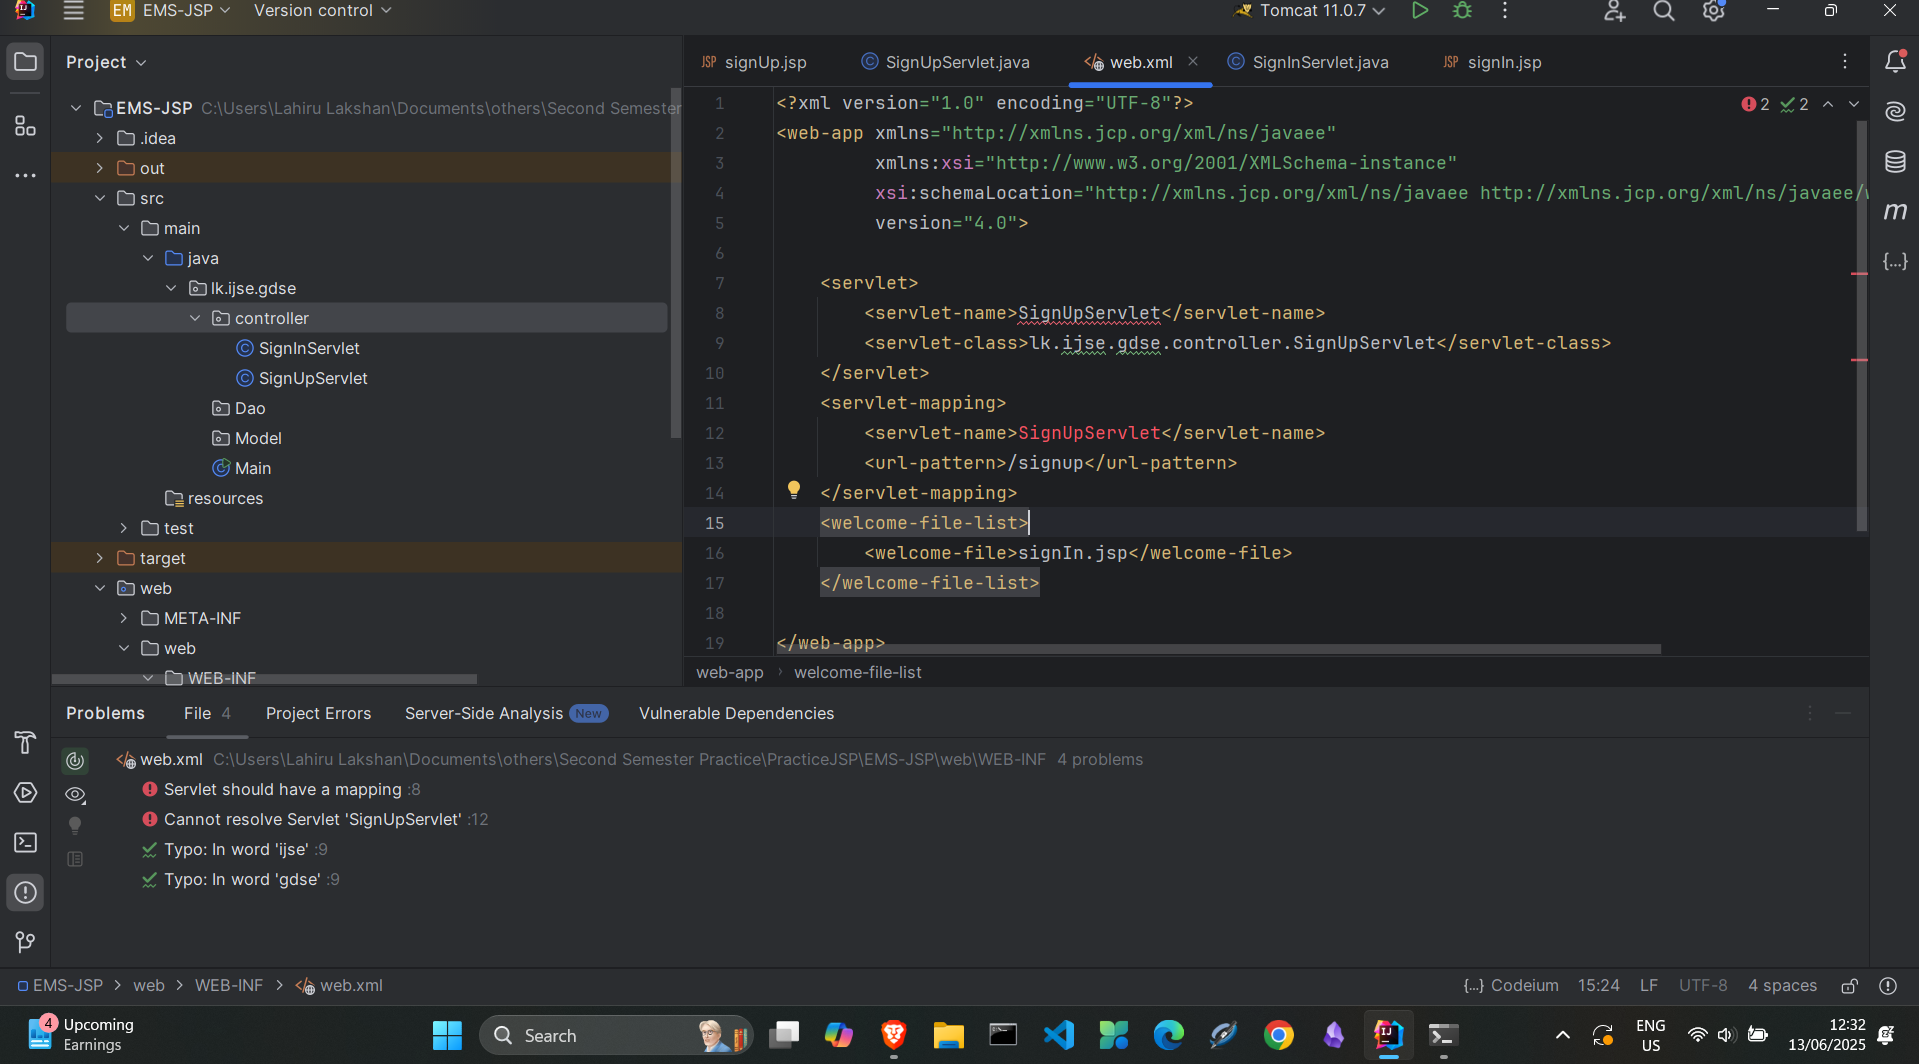 EM EMS-JSP Version control Tomcat 11.0.7
Project
EMS-JSP C:\Users\Lahiru Lakshan\Documents\others\Second Semester
.idea
out
src
main
java
lk.ijse.gdse
controller
SignInServlet
SignUpServlet
Dao
Model
Main
resources
test
target
web
META-INF
web
WEB-INF
JSP signUp.jsp SignUpServlet.java web.xml SignInServlet.java JSP signIn.jsp
2 2
1 <?xml version="1.0" encoding="UTF-8"?>
2 <web-app xmlns="http://xmlns.jcp.org/xml/ns/javaee"
3 xmlns:xsi="http://www.w3.org/2001/XMLSchema-instance"
4 xsi:schemaLocation="http://xmlns.jcp.org/xml/ns/javaee http://xmlns.jcp.org/xml/ns/javaee/
5 version="4.0">
6
7 <servlet>
8 <servlet-name>SignUpServlet</servlet-name>
9 <servlet-class>lk.ijse.gdse.controller.SignUpServlet</servlet-class>
10 </servlet>
11 <servlet-mapping>
12 <servlet-name>SignUpServlet</servlet-name>
13 <url-pattern>/signup</url-pattern>
14 </servlet-mapping>
15 <welcome-file-list>
16 <welcome-file>signIn.jsp</welcome-file>
17 </welcome-file-list>
18
19 </web-app>
web-app › welcome-file-list
Problems File 4 Project Errors Server-Side Analysis New Vulnerable Dependencies
web.xml C:\Users\Lahiru Lakshan\Documents\others\Second Semester Practice\PracticeJSP\EMS-JSP\web\WEB-INF 4 problems
Servlet should have a mapping :8
Cannot resolve Servlet 'SignUpServlet' :12
Typo: In word 'ijse' :9
Typo: In word 'gdse' :9
EMS-JSP > web > WEB-INF > web.xml {...} Codeium 15:24 LF UTF-8 4 spaces
4 Upcoming
Earnings
Search
ENG
US
12:32
13/06/2025